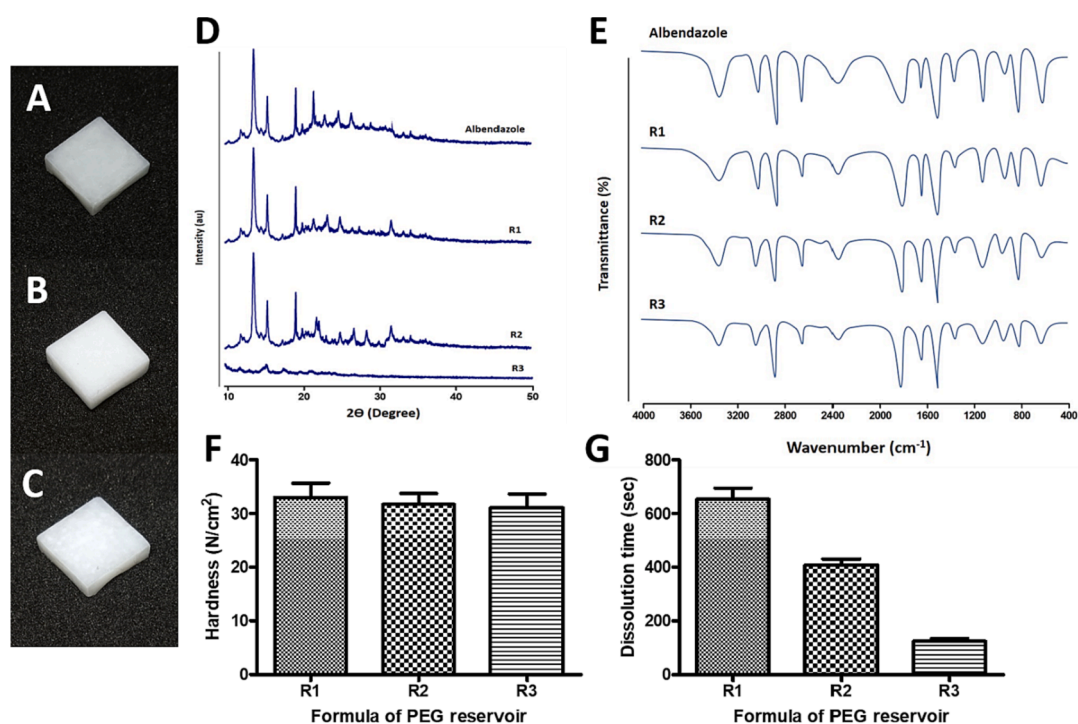 A
B
C
D
Intensity (au)
Albendazole
R1
R2
R3
10 20 30 40 50
2Θ (Degree)
E
Transmittance (%)
Albendazole
R1
R2
R3
4000 3600 3200 2800 2400 2000 1600 1200 800 400
Wavenumber (cm⁻¹)
F
Hardness (N/cm²)
40
30
20
10
0
R1 R2 R3
Formula of PEG reservoir
G
Dissolution time (sec)
800
600
400
200
0
R1 R2 R3
Formula of PEG reservoir